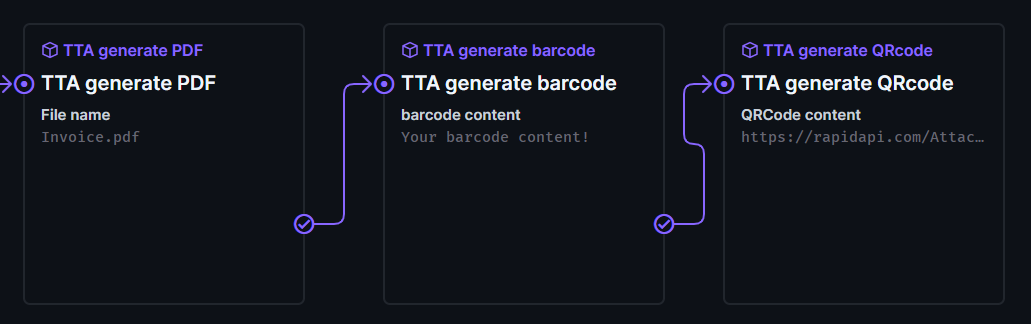 TTA generate PDF
TTA generate PDF
File name
Invoice.pdf
TTA generate barcode
TTA generate barcode
barcode content
Your barcode content!
TTA generate QRcode
TTA generate QRcode
QRCode content
https://rapidapi.com/Attac…